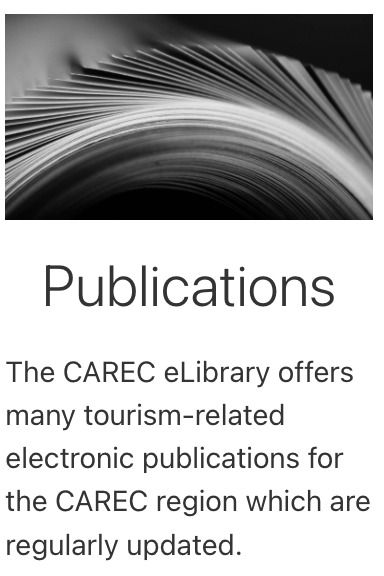 Publications
The CAREC eLibrary offers
many tourism-related
electronic publications for
the CAREC region which are
regularly updated.